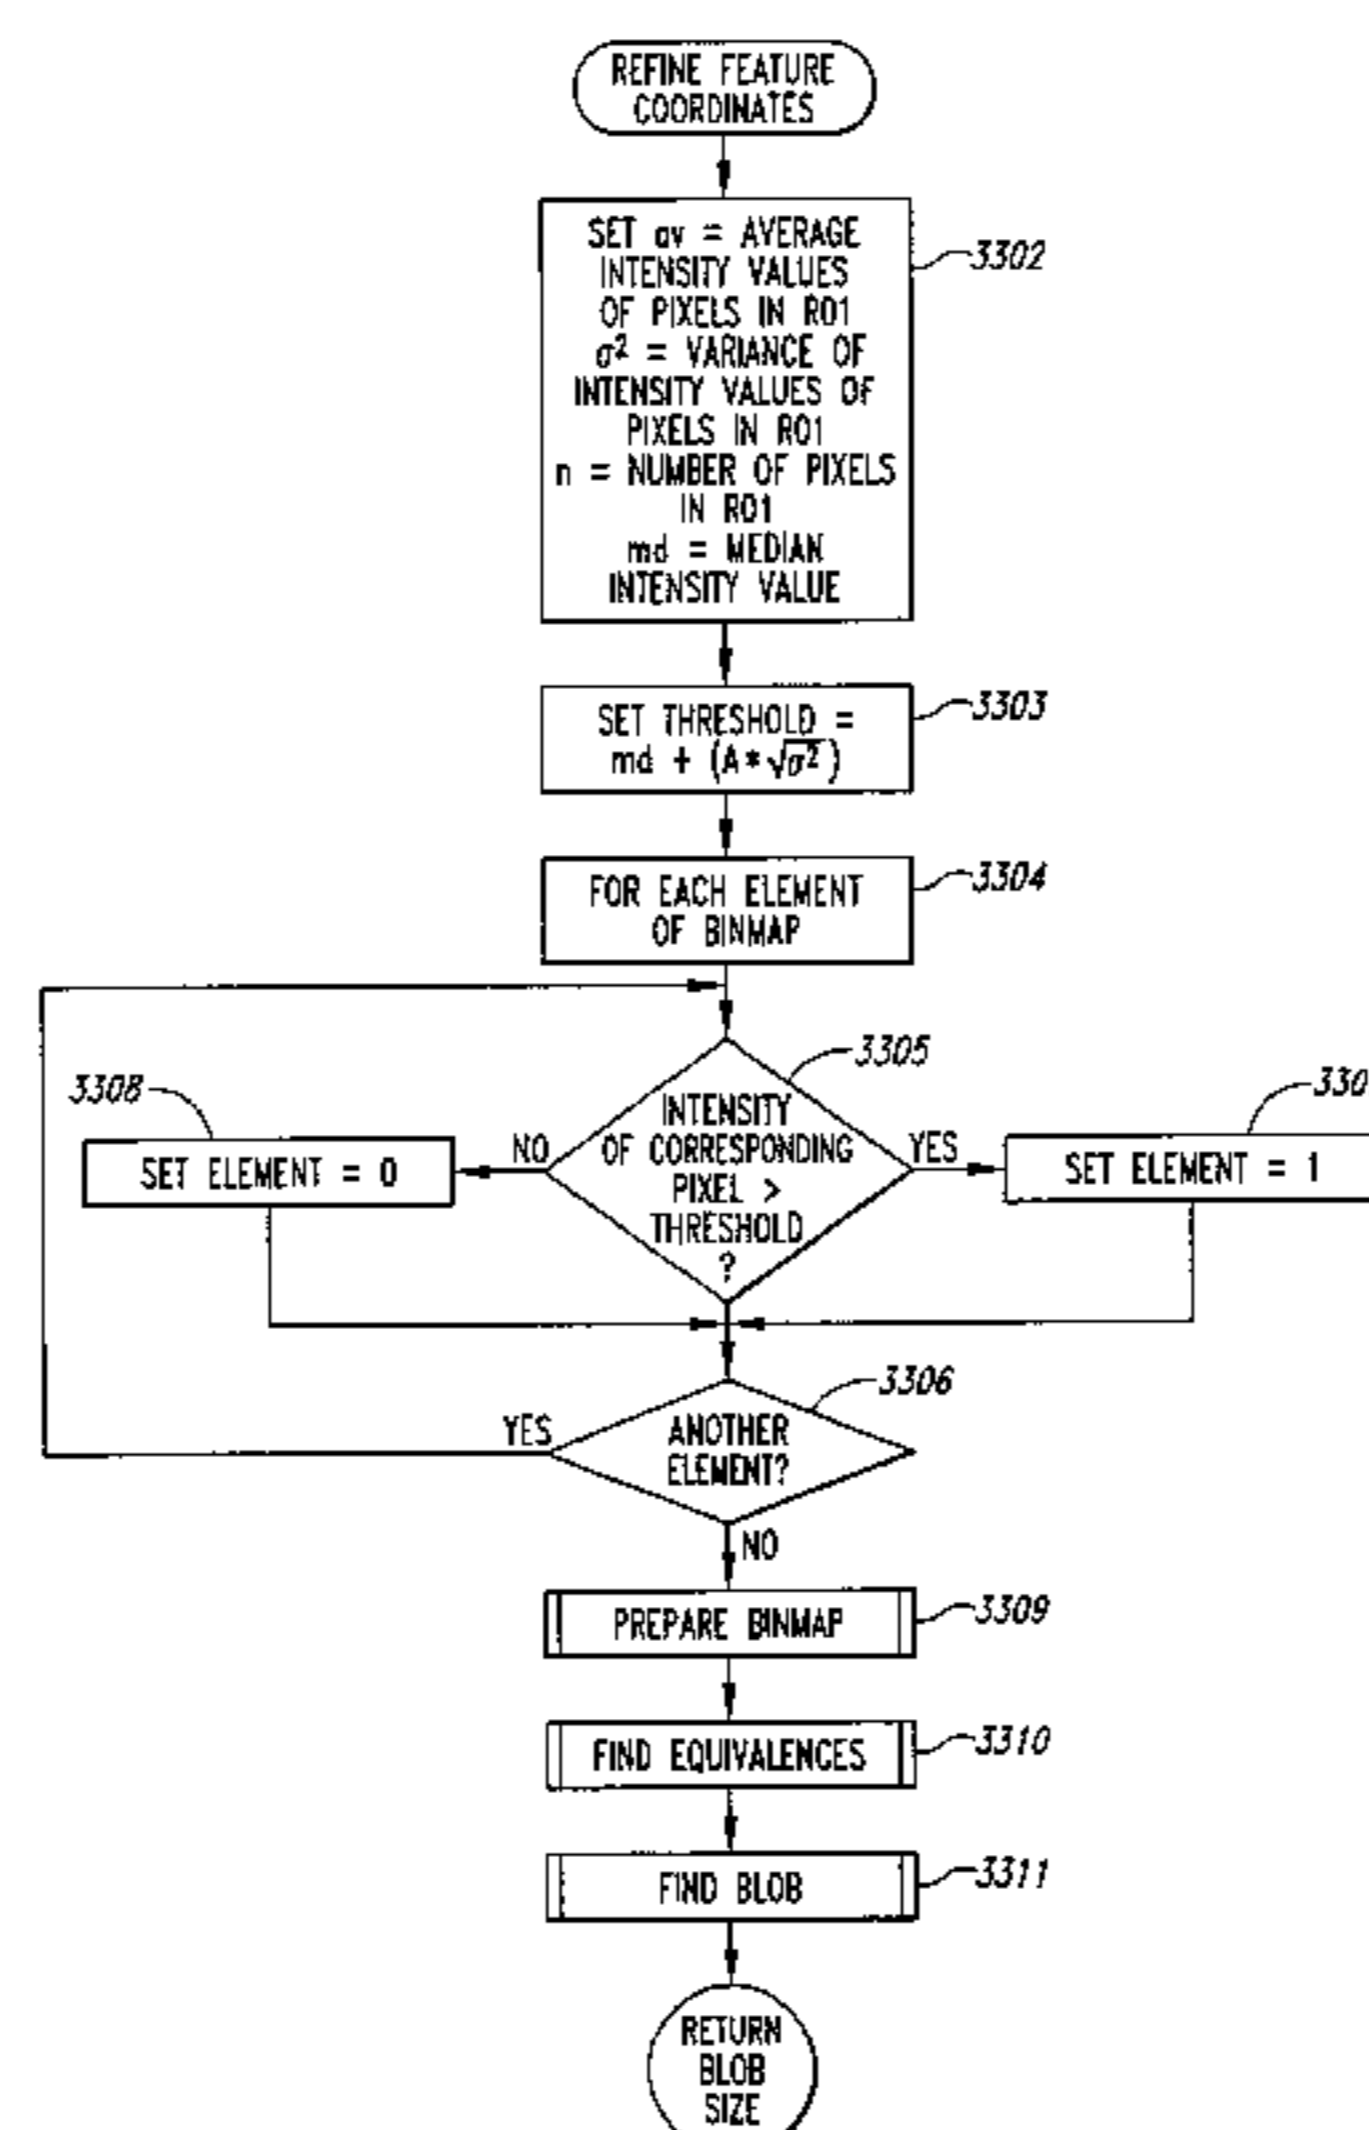 REFINE FEATURE
COORDINATES
SET av = AVERAGE
INTENSITY VALUES
OF PIXELS IN RO1
σ² = VARIANCE OF
INTENSITY VALUES OF
PIXELS IN RO1
n = NUMBER OF PIXELS
IN RO1
md = MEDIAN
INTENSITY VALUE
3302
SET THRESHOLD =
md + (A*√σ²)
3303
FOR EACH ELEMENT
OF BINMAP
3304
INTENSITY
OF CORRESPONDING
PIXEL >
THRESHOLD
?
3305
NO
YES
3308
SET ELEMENT = 0
330
SET ELEMENT = 1
ANOTHER
ELEMENT?
3306
YES
NO
PREPARE BINMAP
3309
FIND EQUIVALENCES
3310
FIND BLOB
3311
RETURN
BLOB
SIZE